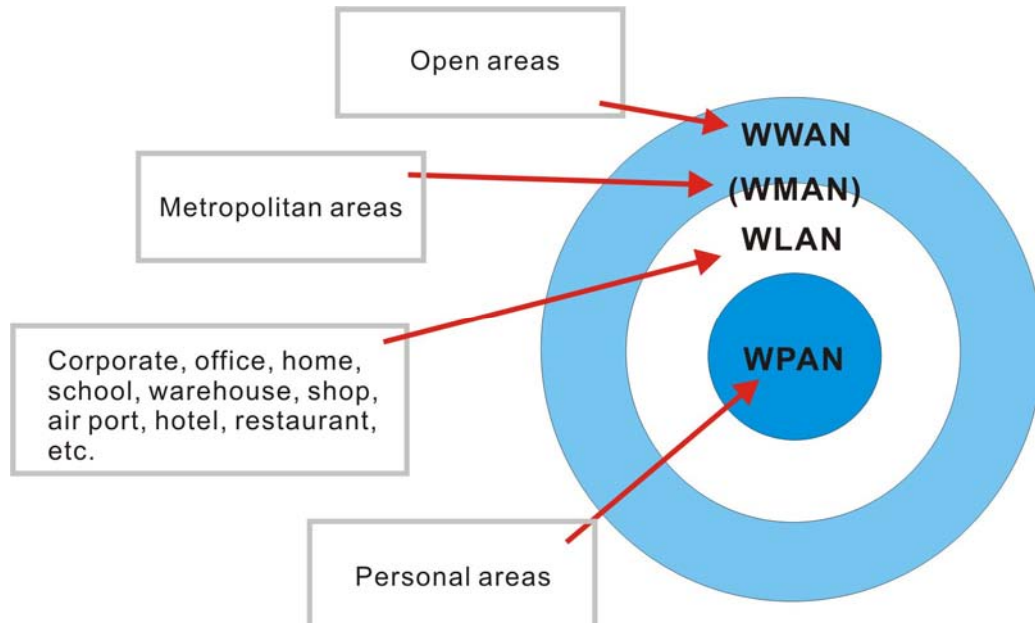 Open areas
WWAN
(WMAN)
Metropolitan areas
WLAN
Corporate, office, home,
school, warehouse, shop,
air port, hotel, restaurant,
etc.
WPAN
Personal areas